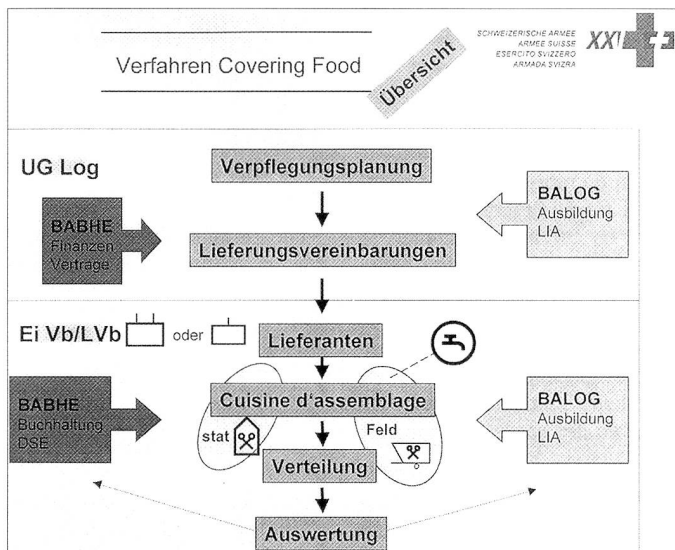 Verfahren Covering Food
Übersicht
SCHWEIZERISCHE ARMEE
ARMEE SUISSE
ESERCITO SVIZZERO
ARMADA SVIZRA
XXI
UG Log
Verpflegungsplanung
BABHE
Finanzen
Verträge
BALOG
Ausbildung
LIA
Lieferungsvereinbarungen
Ei Vb/LVb oder
Lieferanten
BABHE
Buchhaltung
DSE
Cuisine d'assemblage
BALOG
Ausbildung
LIA
stat
Feld
Verteilung
Auswertung